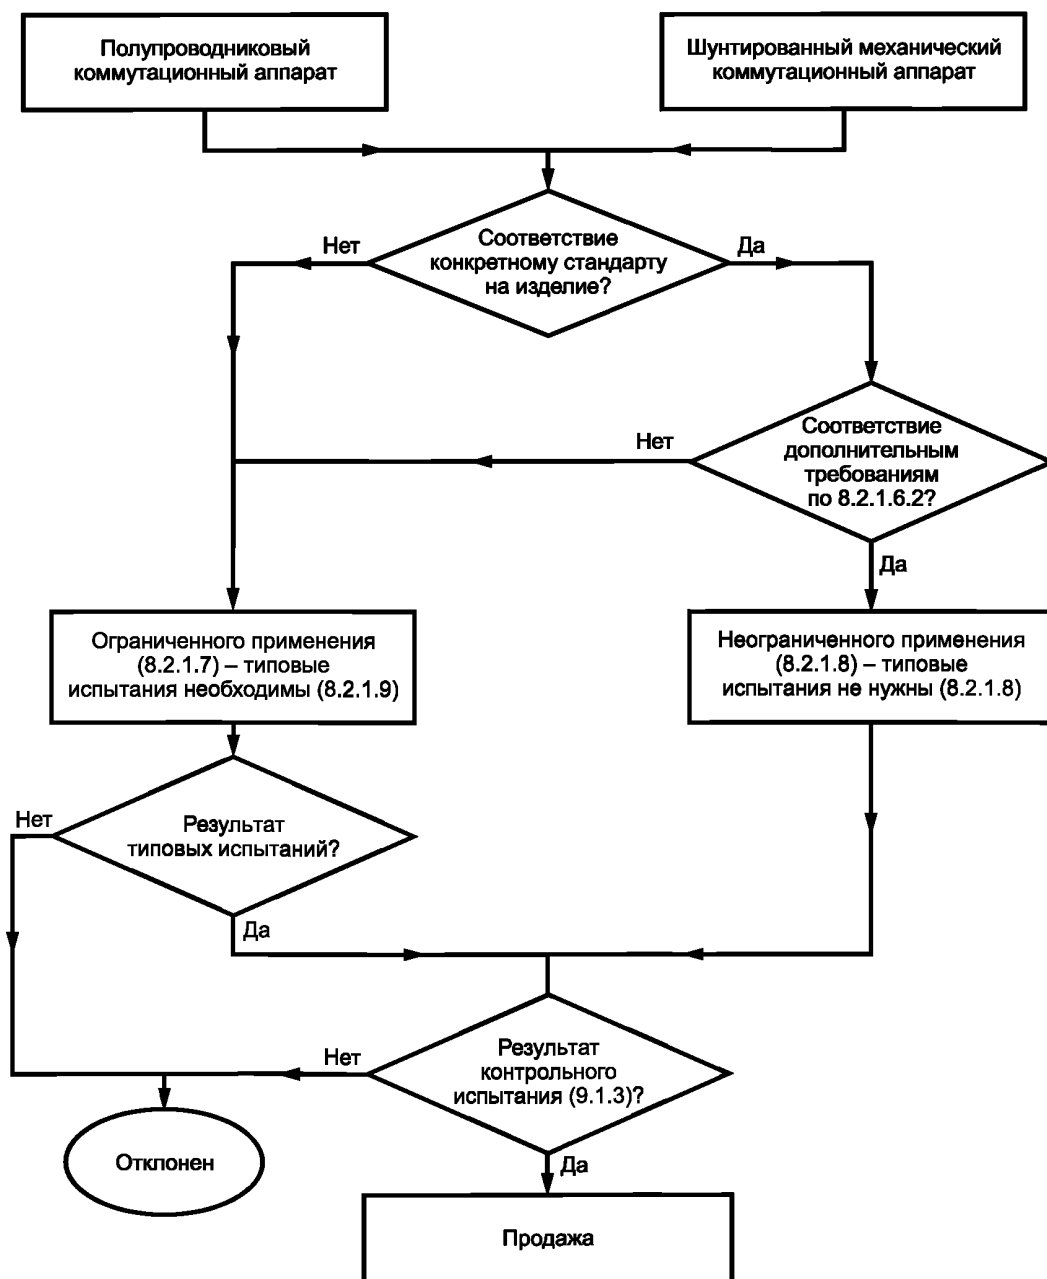 Полупроводниковый
коммутационный аппарат
Шунтированный механический
коммутационный аппарат
Нет
Соответствие
конкретному стандарту
на изделие?
Да
Нет
Соответствие
дополнительным
требованиям
по 8.2.1.6.2?
Да
Ограниченного применения
(8.2.1.7) – типовые
испытания необходимы (8.2.1.9)
Неограниченного применения
(8.2.1.8) – типовые
испытания не нужны (8.2.1.8)
Нет
Результат
типовых испытаний?
Да
Нет
Результат
контрольного
испытания (9.1.3)?
Отклонен
Да
Продажа